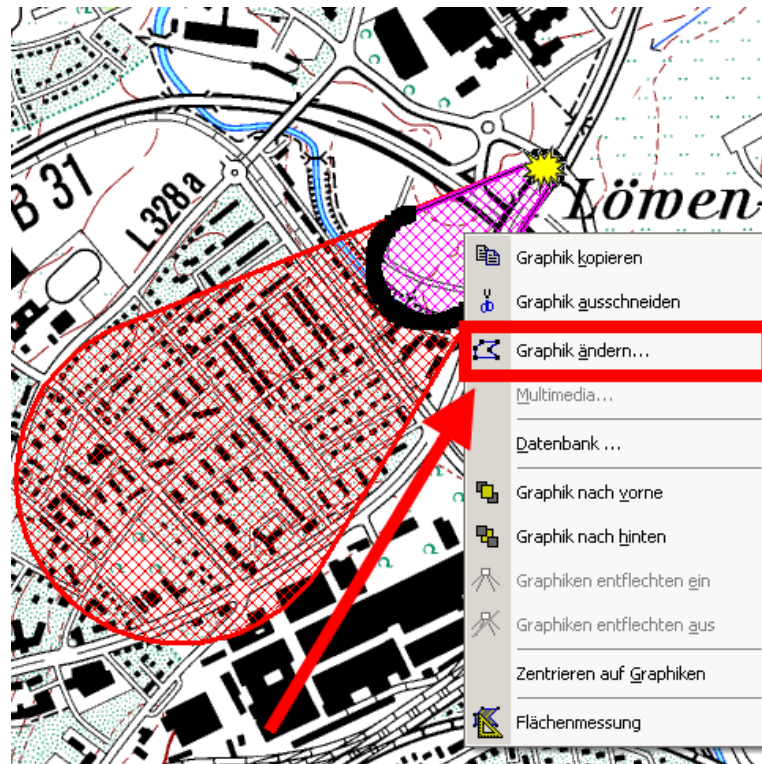 B 31
L 328 a
Löwen-
Graphik kopieren
Graphik ausschneiden
Graphik ändern...
Multimedia...
Datenbank ...
Graphik nach vorne
Graphik nach hinten
Graphiken entflechten ein
Graphiken entflechten aus
Zentrieren auf Graphiken
Flächenmessung